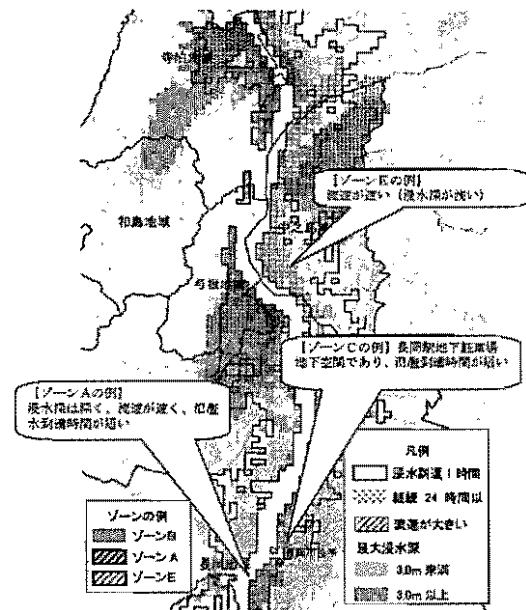 【ゾーンEの例】
流速が速い(浸水深が浅い)
和島地域
【ゾーンCの例】長岡駅地下駐車場
地下空間であり、氾濫到達時間が短い
【ゾーンAの例】
浸水深は深く、流速が速く、氾濫
水到達時間が短い
凡例
浸水到達1時間
継続24時間以
流速が大きい
最大浸水深
3.0m未満
3.0m以上
ゾーンの例
ゾーンB
ゾーンA
ゾーンE